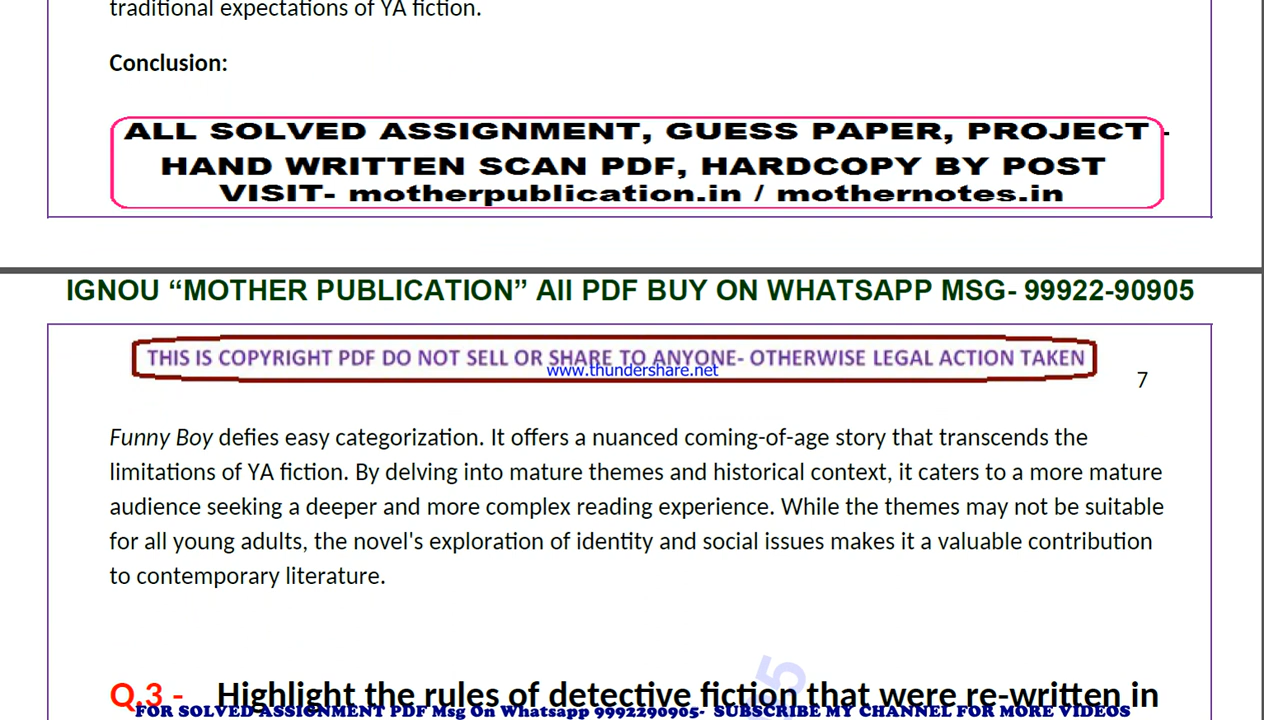 traditional expectations of YA fiction.
Conclusion:
ALL SOLVED ASSIGNMENT, GUESS PAPER, PROJECT -
HAND WRITTEN SCAN PDF, HARDCOPY BY POST
VISIT- motherpublication.in / mothernotes.in
IGNOU “MOTHER PUBLICATION” All PDF BUY ON WHATSAPP MSG- 99922-90905
THIS IS COPYRIGHT PDF DO NOT SELL OR SHARE TO ANYONE- OTHERWISE LEGAL ACTION TAKEN
www.thundershare.net
7
Funny Boy defies easy categorization. It offers a nuanced coming-of-age story that transcends the
limitations of YA fiction. By delving into mature themes and historical context, it caters to a more mature
audience seeking a deeper and more complex reading experience. While the themes may not be suitable
for all young adults, the novel's exploration of identity and social issues makes it a valuable contribution
to contemporary literature.
5
Q.3 - Highlight the rules of detective fiction that were re-written in
FOR SOLVED ASSIGNMENT PDF Msg On Whatsapp 9992290905- SUBSCRIBE MY CHANNEL FOR MORE VIDEOS